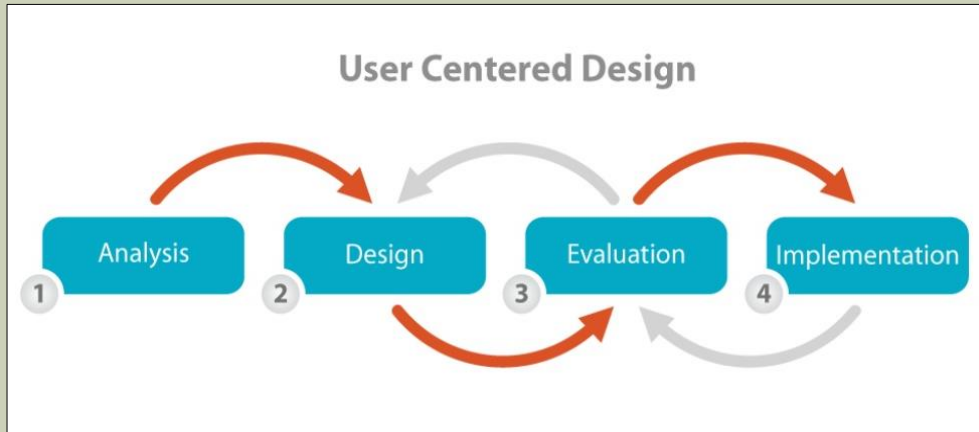 User Centered Design
Analysis
Design
Evaluation
Implementation
1
2
3
4